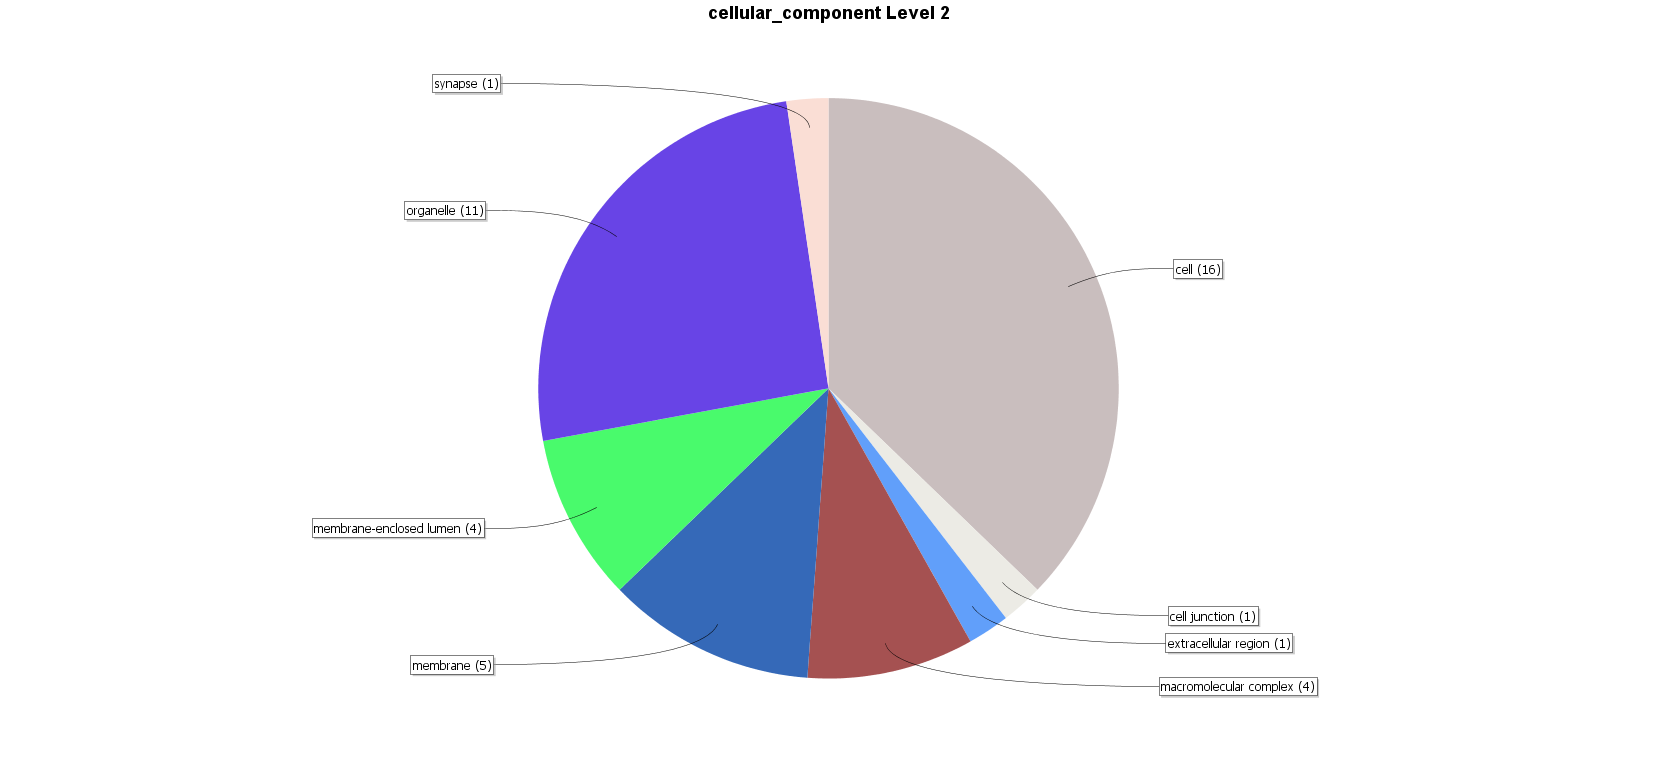 cellular_component Level 2
synapse (1)
organelle (11)
cell (16)
membrane-enclosed lumen (4)
cell junction (1)
extracellular region (1)
membrane (5)
macromolecular complex (4)